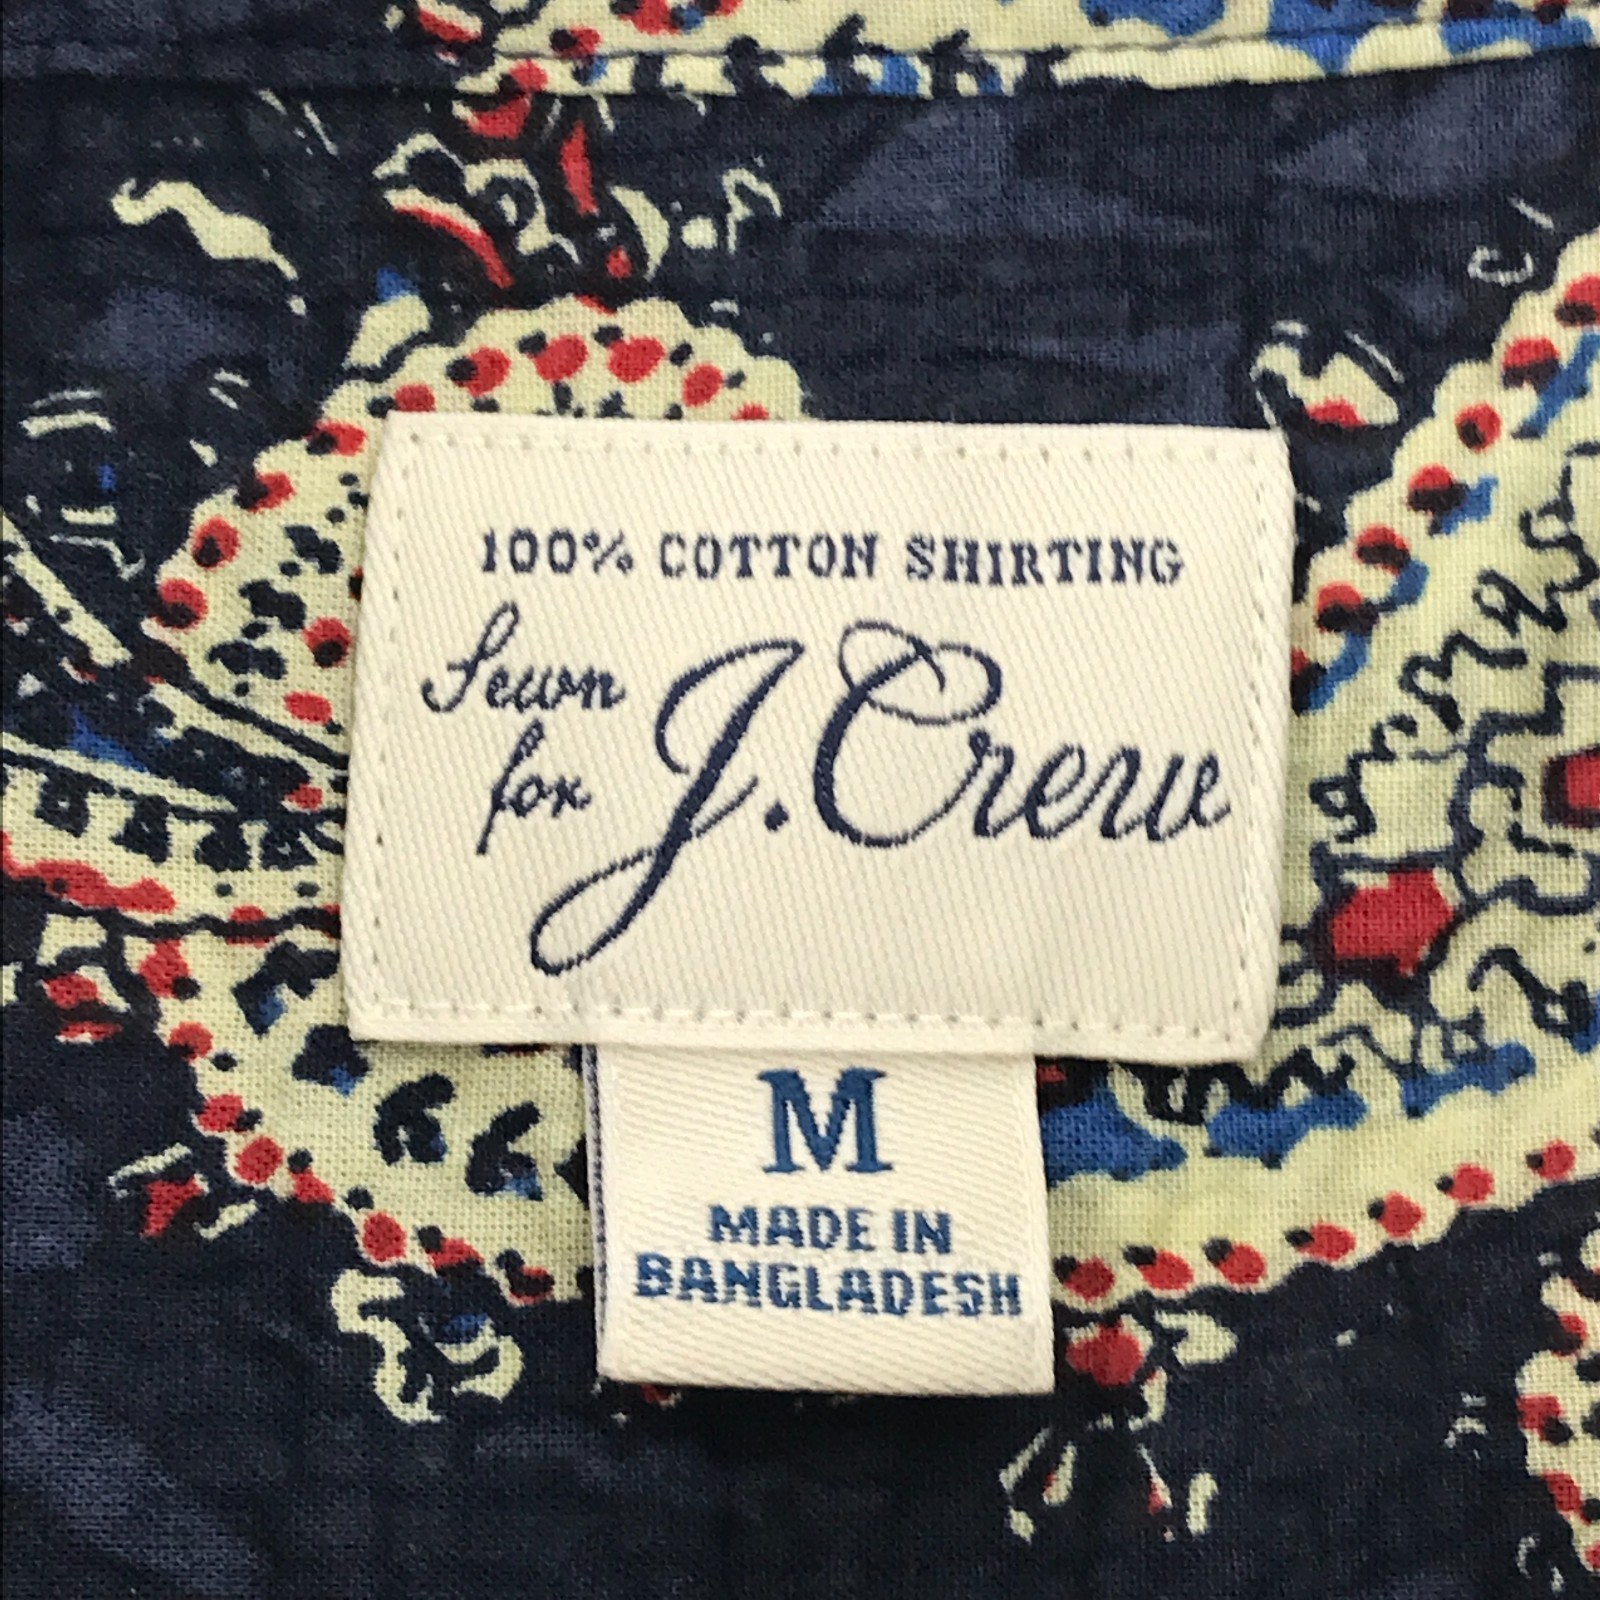 100% COTTON SHIRTING
Sewn
for J.Crew
M
MADE IN
BANGLADESH